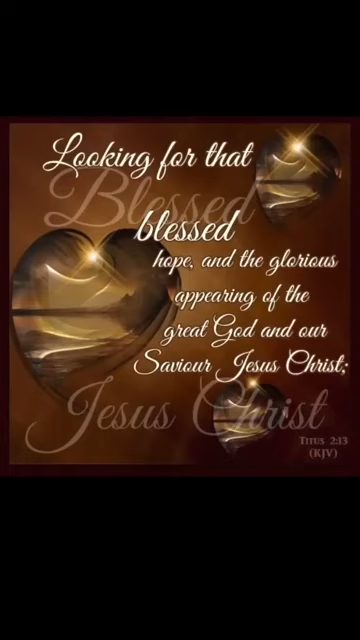 Looking for that
Blessed
blessed
hope, and the glorious
appearing of the
great God and our
Saviour Jesus Christ;
Jesus Christ
Titus 2:13
(KJV)